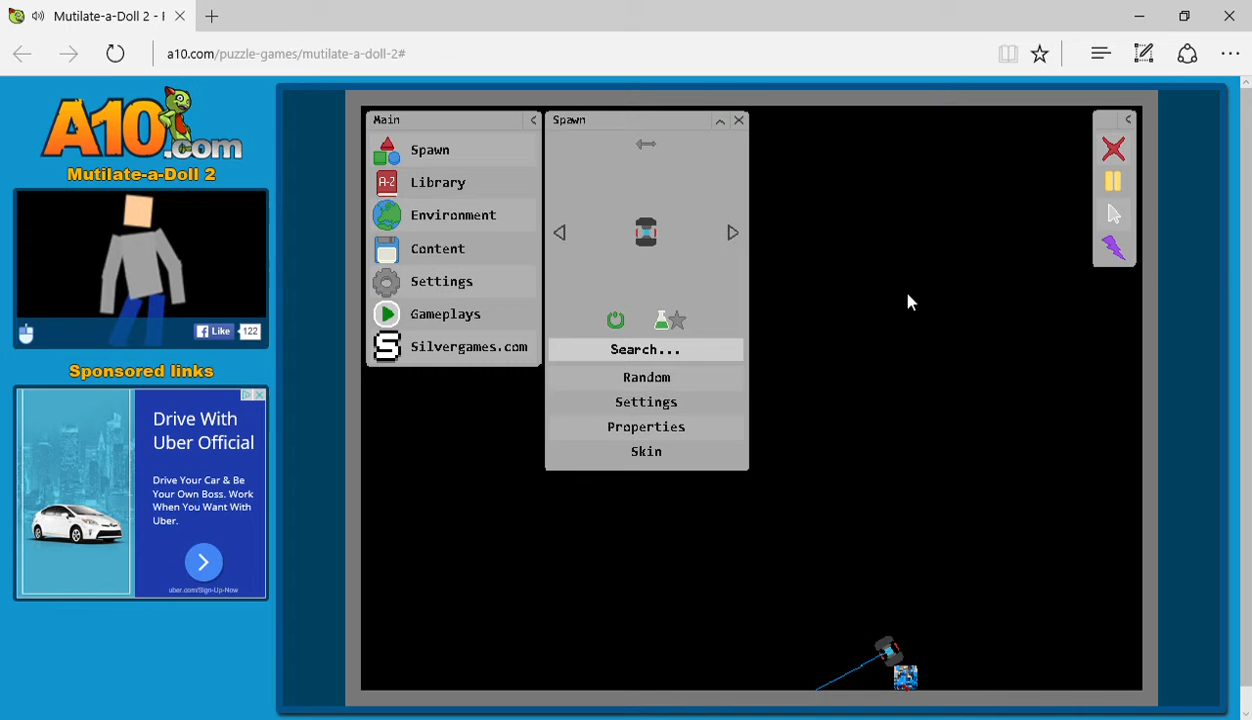 Mutilate-a-Doll 2 - F
a10.com/puzzle-games/mutilate-a-doll-2#
A10
.com
Mutilate-a-Doll 2
Like
122
Sponsored links
Drive With
Uber Official
Drive Your Car & Be
Your Own Boss. Work
When You Want With
Uber.
uber.com/Sign-Up-Now
Main
Spawn
A-Z
Library
Environment
Content
Settings
Gameplays
S
Silvergames.com
Spawn
Search...
Random
Settings
Properties
Skin